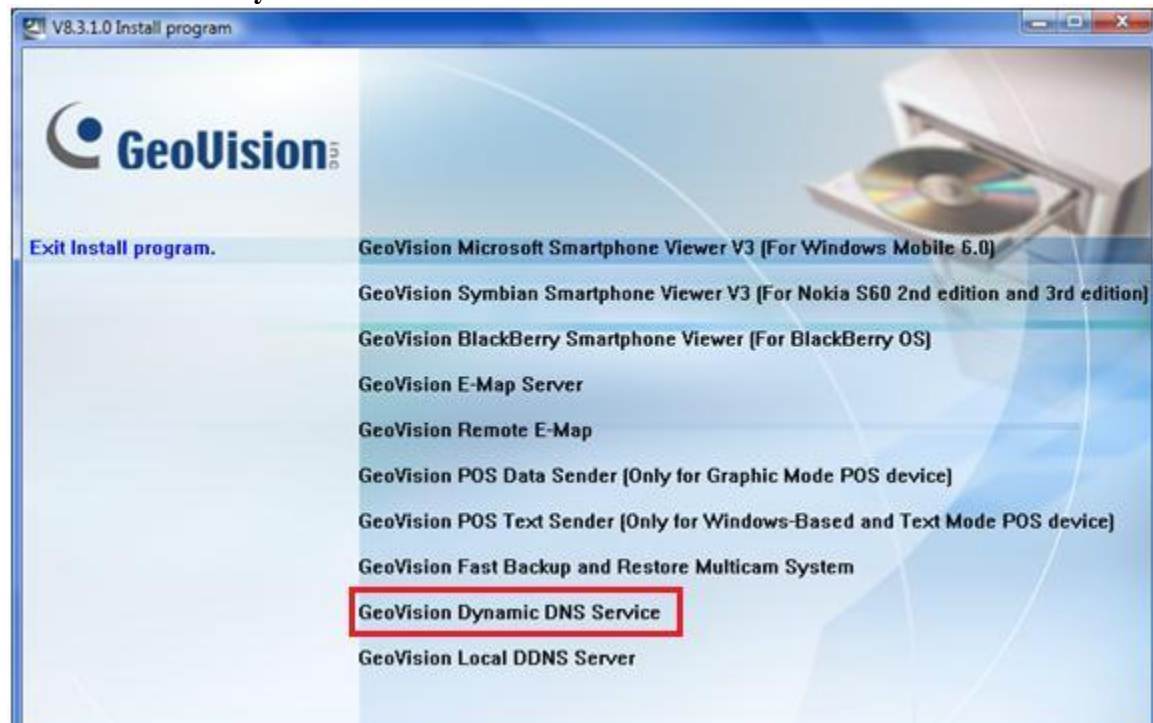 V8.3.1.0 Install program
GeoVision
INC
Exit Install program.
GeoVision Microsoft Smartphone Viewer V3 (For Windows Mobile 6.0)
GeoVision Symbian Smartphone Viewer V3 (For Nokia S60 2nd edition and 3rd edition)
GeoVision BlackBerry Smartphone Viewer (For BlackBerry OS)
GeoVision E-Map Server
GeoVision Remote E-Map
GeoVision POS Data Sender (Only for Graphic Mode POS device)
GeoVision POS Text Sender (Only for Windows-Based and Text Mode POS device)
GeoVision Fast Backup and Restore Multicam System
GeoVision Dynamic DNS Service
GeoVision Local DDNS Server